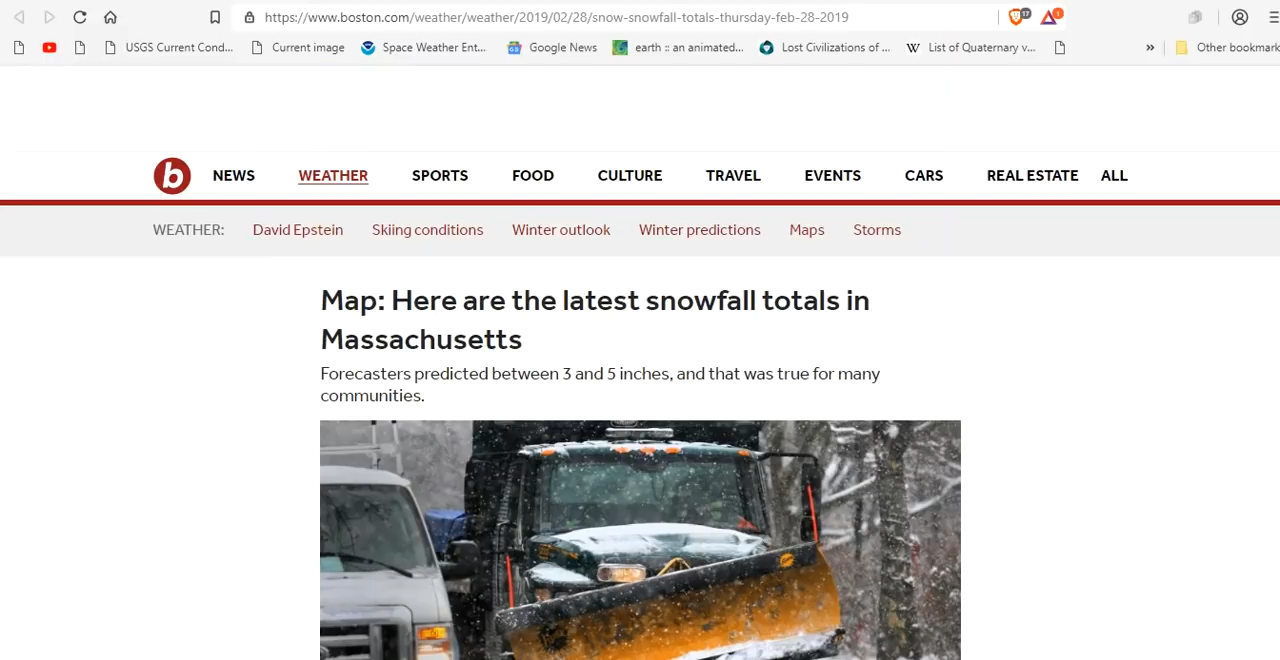 https://www.boston.com/weather/weather/2019/02/28/snow-snowfall-totals-thursday-feb-28-2019 17 1
USGS Current Cond... Current image Space Weather Ent... Google News earth :: an animated... Lost Civilizations of ... W List of Quaternary v... » Other bookmark
b NEWS WEATHER SPORTS FOOD CULTURE TRAVEL EVENTS CARS REAL ESTATE ALL
WEATHER: David Epstein Skiing conditions Winter outlook Winter predictions Maps Storms
Map: Here are the latest snowfall totals in
Massachusetts
Forecasters predicted between 3 and 5 inches, and that was true for many
communities.